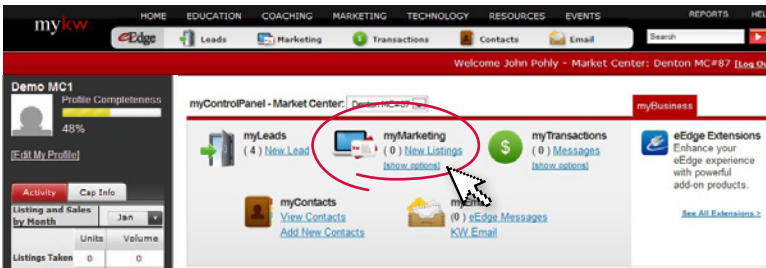 mykw
HOME EDUCATION COACHING MARKETING TECHNOLOGY RESOURCES EVENTS REPORTS
eEdge Leads Marketing Transactions Contacts Email Search
Welcome John Pohly - Market Center: Denton MC#87 [Log
Demo MC1
Profile Completeness
48%
[Edit My Profile]
Activity Cap Info
Listing and Sales
by Month Jan
Units Volume
Listings Taken 0 0
myControlPanel - Market Center: Denton MC#87
myLeads
( 4 ) New Lead
myMarketing
( 0 ) New Listings
[show options]
myTransactions
( 0 ) Messages
[show options]
myContacts
View Contacts
Add New Contacts
(0 ) eEdge Messages
KW Email
myBusiness
eEdge Extensions
Enhance your
eEdge experience
with powerful
add-on products.
See All Extensions >